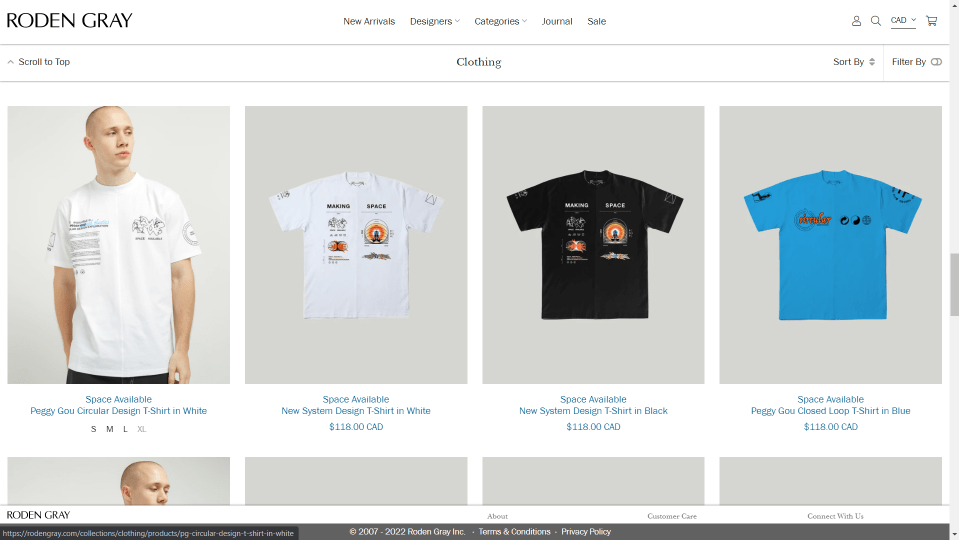 RODEN GRAY
New Arrivals
Designers
Categories
Journal
Sale
CAD
Scroll to Top
Clothing
Sort By
Filter By
SPACE AVAILABLE
MAKING SPACE
MAKING SPACE
circular
Space Available
Peggy Gou Circular Design T-Shirt in White
S M L XL
Space Available
New System Design T-Shirt in White
$118.00 CAD
Space Available
New System Design T-Shirt in Black
$118.00 CAD
Space Available
Peggy Gou Closed Loop T-Shirt in Blue
$118.00 CAD
RODEN GRAY
About
Customer Care
Connect With Us
© 2007 - 2022 Roden Gray Inc. · Terms & Conditions - Privacy Policy
https://rodengray.com/collections/clothing/products/pg-circular-design-t-shirt-in-white